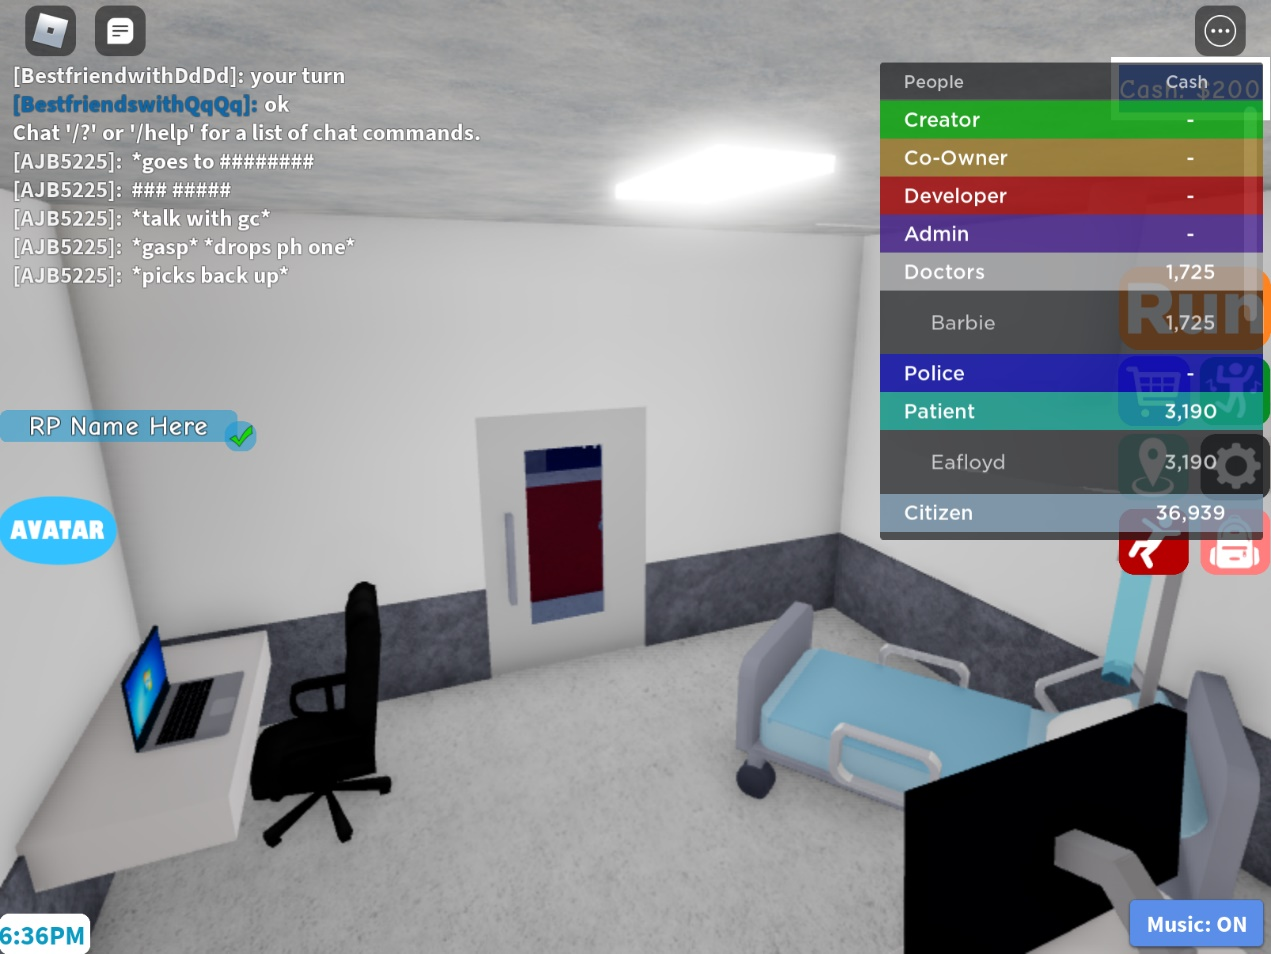 [BestfriendwithDdDd]: your turn
[BestfriendswithQqQq]: ok
Chat '/?' or '/help' for a list of chat commands.
[AJB5225]: *goes to ########
[AJB5225]: ### #####
[AJB5225]: *talk with gc*
[AJB5225]: *gasp* *drops ph one*
[AJB5225]: *picks back up*
People Cash
Cash: $200
Creator -
Co-Owner -
Developer -
Admin -
Doctors 1,725
Barbie 1,725
Run
Police -
Patient 3,190
Eafloyd 3,190
Citizen 36,939
RP Name Here
AVATAR
6:36PM
Music: ON